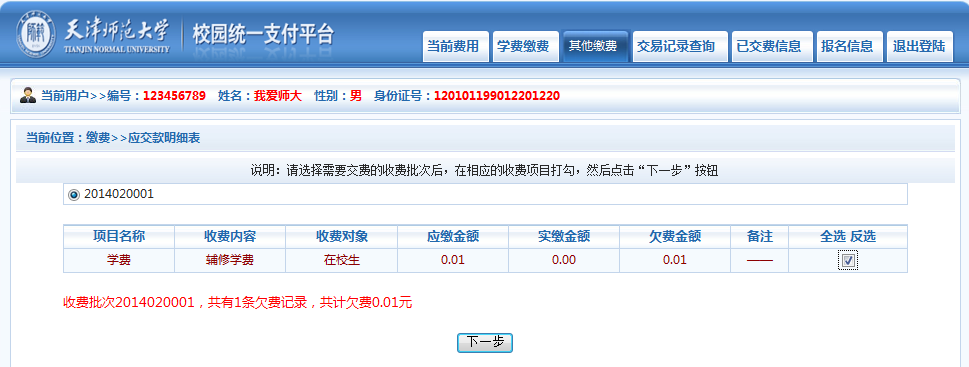 天津师范大学
TIANJIN NORMAL UNIVERSITY
校园统一支付平台
当前费用 学费缴费 其他缴费 交易记录查询 已交费信息 报名信息 退出登陆
当前用户>>编号：123456789 姓名：我爱师大 性别：男 身份证号：120101199012201220
当前位置：缴费>>应交款明细表
说明：请选择需要交费的收费批次后，在相应的收费项目打勾，然后点击“下一步”按钮
2014020001
项目名称 收费内容 收费对象 应缴金额 实缴金额 欠费金额 备注 全选 反选
学费 辅修学费 在校生 0.01 0.00 0.01 ——
收费批次2014020001，共有1条欠费记录，共计欠费0.01元
下一步